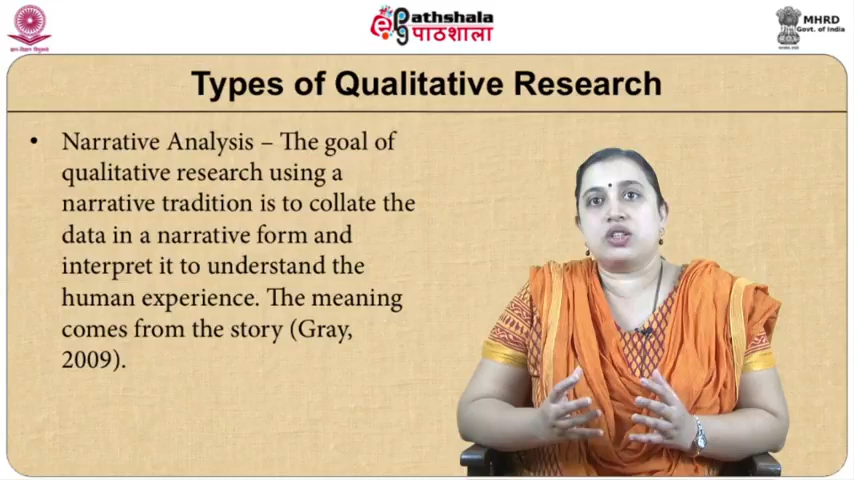 Pathshala
पाठशाला
MHRD
Govt. of India
Types of Qualitative Research
• Narrative Analysis – The goal of
qualitative research using a
narrative tradition is to collate the
data in a narrative form and
interpret it to understand the
human experience. The meaning
comes from the story (Gray,
2009).